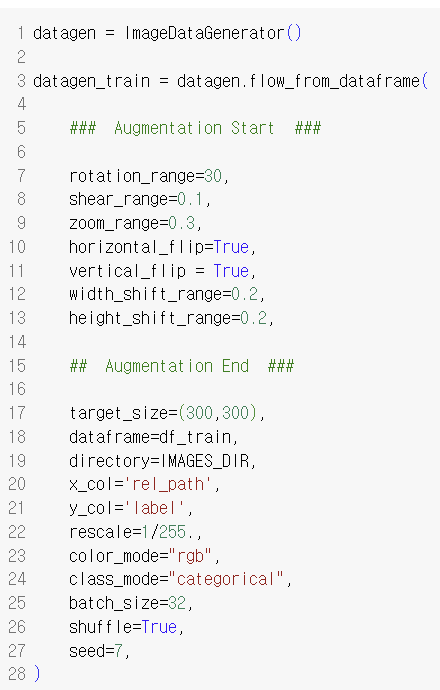 1 datagen = ImageDataGenerator()
2
3 datagen_train = datagen.flow_from_dataframe(
4
5 ### Augmentation Start ###
6
7 rotation_range=30,
8 shear_range=0.1,
9 zoom_range=0.3,
10 horizontal_flip=True,
11 vertical_flip = True,
12 width_shift_range=0.2,
13 height_shift_range=0.2,
14
15 ## Augmentation End ###
16
17 target_size=(300,300),
18 dataframe=df_train,
19 directory=IMAGES_DIR,
20 x_col='rel_path',
21 y_col='label',
22 rescale=1/255.,
23 color_mode="rgb",
24 class_mode="categorical",
25 batch_size=32,
26 shuffle=True,
27 seed=7,
28 )